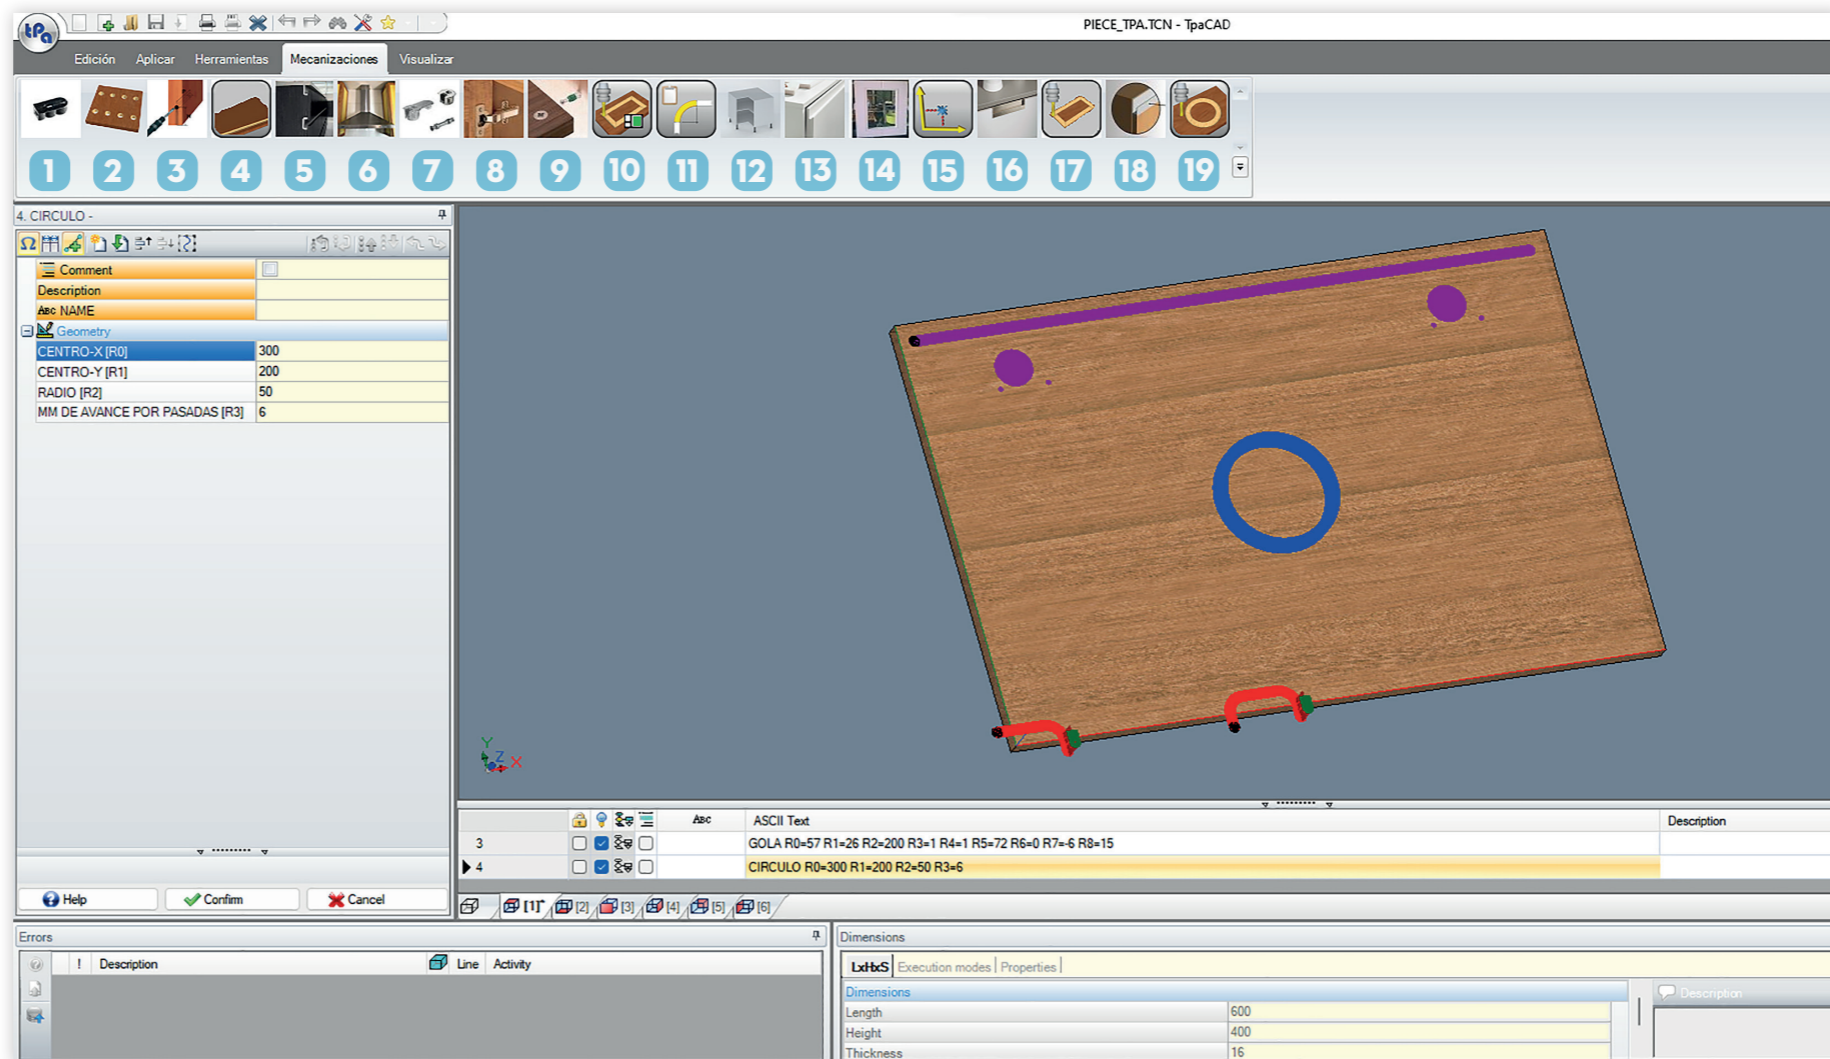 tPa
PIECE_TPA.TCN - TpaCAD
Edición Aplicar Herramientas Mecanizaciones Visualizar
1 2 3 4 5 6 7 8 9 10 11 12 13 14 15 16 17 18 19
4. CIRCULO -
Comment
Description
ABC NAME
Geometry
CENTRO-X [R0] 300
CENTRO-Y [R1] 200
RADIO [R2] 50
MM DE AVANCE POR PASADAS [R3] 6
Y
Z X
ABC ASCII Text Description
3 GOLA R0=57 R1=26 R2=200 R3=1 R4=1 R5=72 R6=0 R7=-6 R8=15
4 CIRCULO R0=300 R1=200 R2=50 R3=6
Help Confirm Cancel
[1]* [2] [3] [4] [5] [6]
Errors
! Description Line Activity
Dimensions
LxHxS Execution modes Properties
Dimensions
Description
Length 600
Height 400
Thickness 16